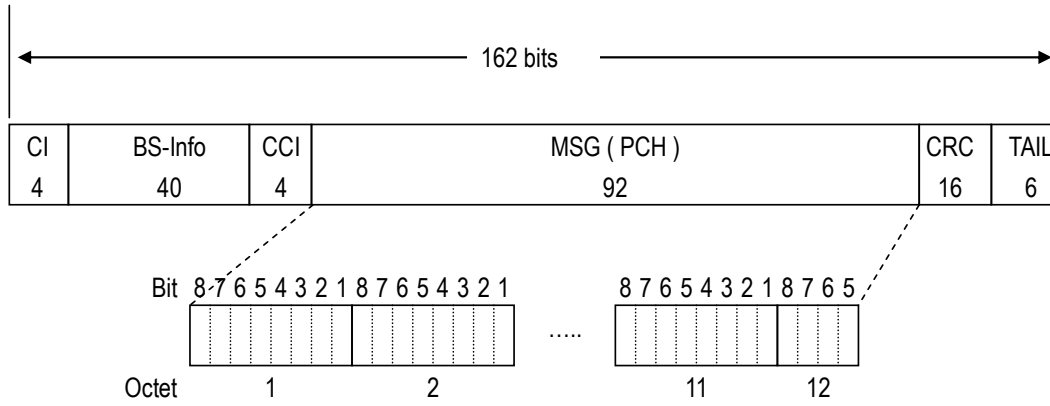 162 bits
CI BS-Info CCI MSG ( PCH ) CRC TAIL
4 40 4 92 16 6
Bit 8 7 6 5 4 3 2 1 8 7 6 5 4 3 2 1 8 7 6 5 4 3 2 1 8 7 6 5
.....
Octet 1 2 11 12